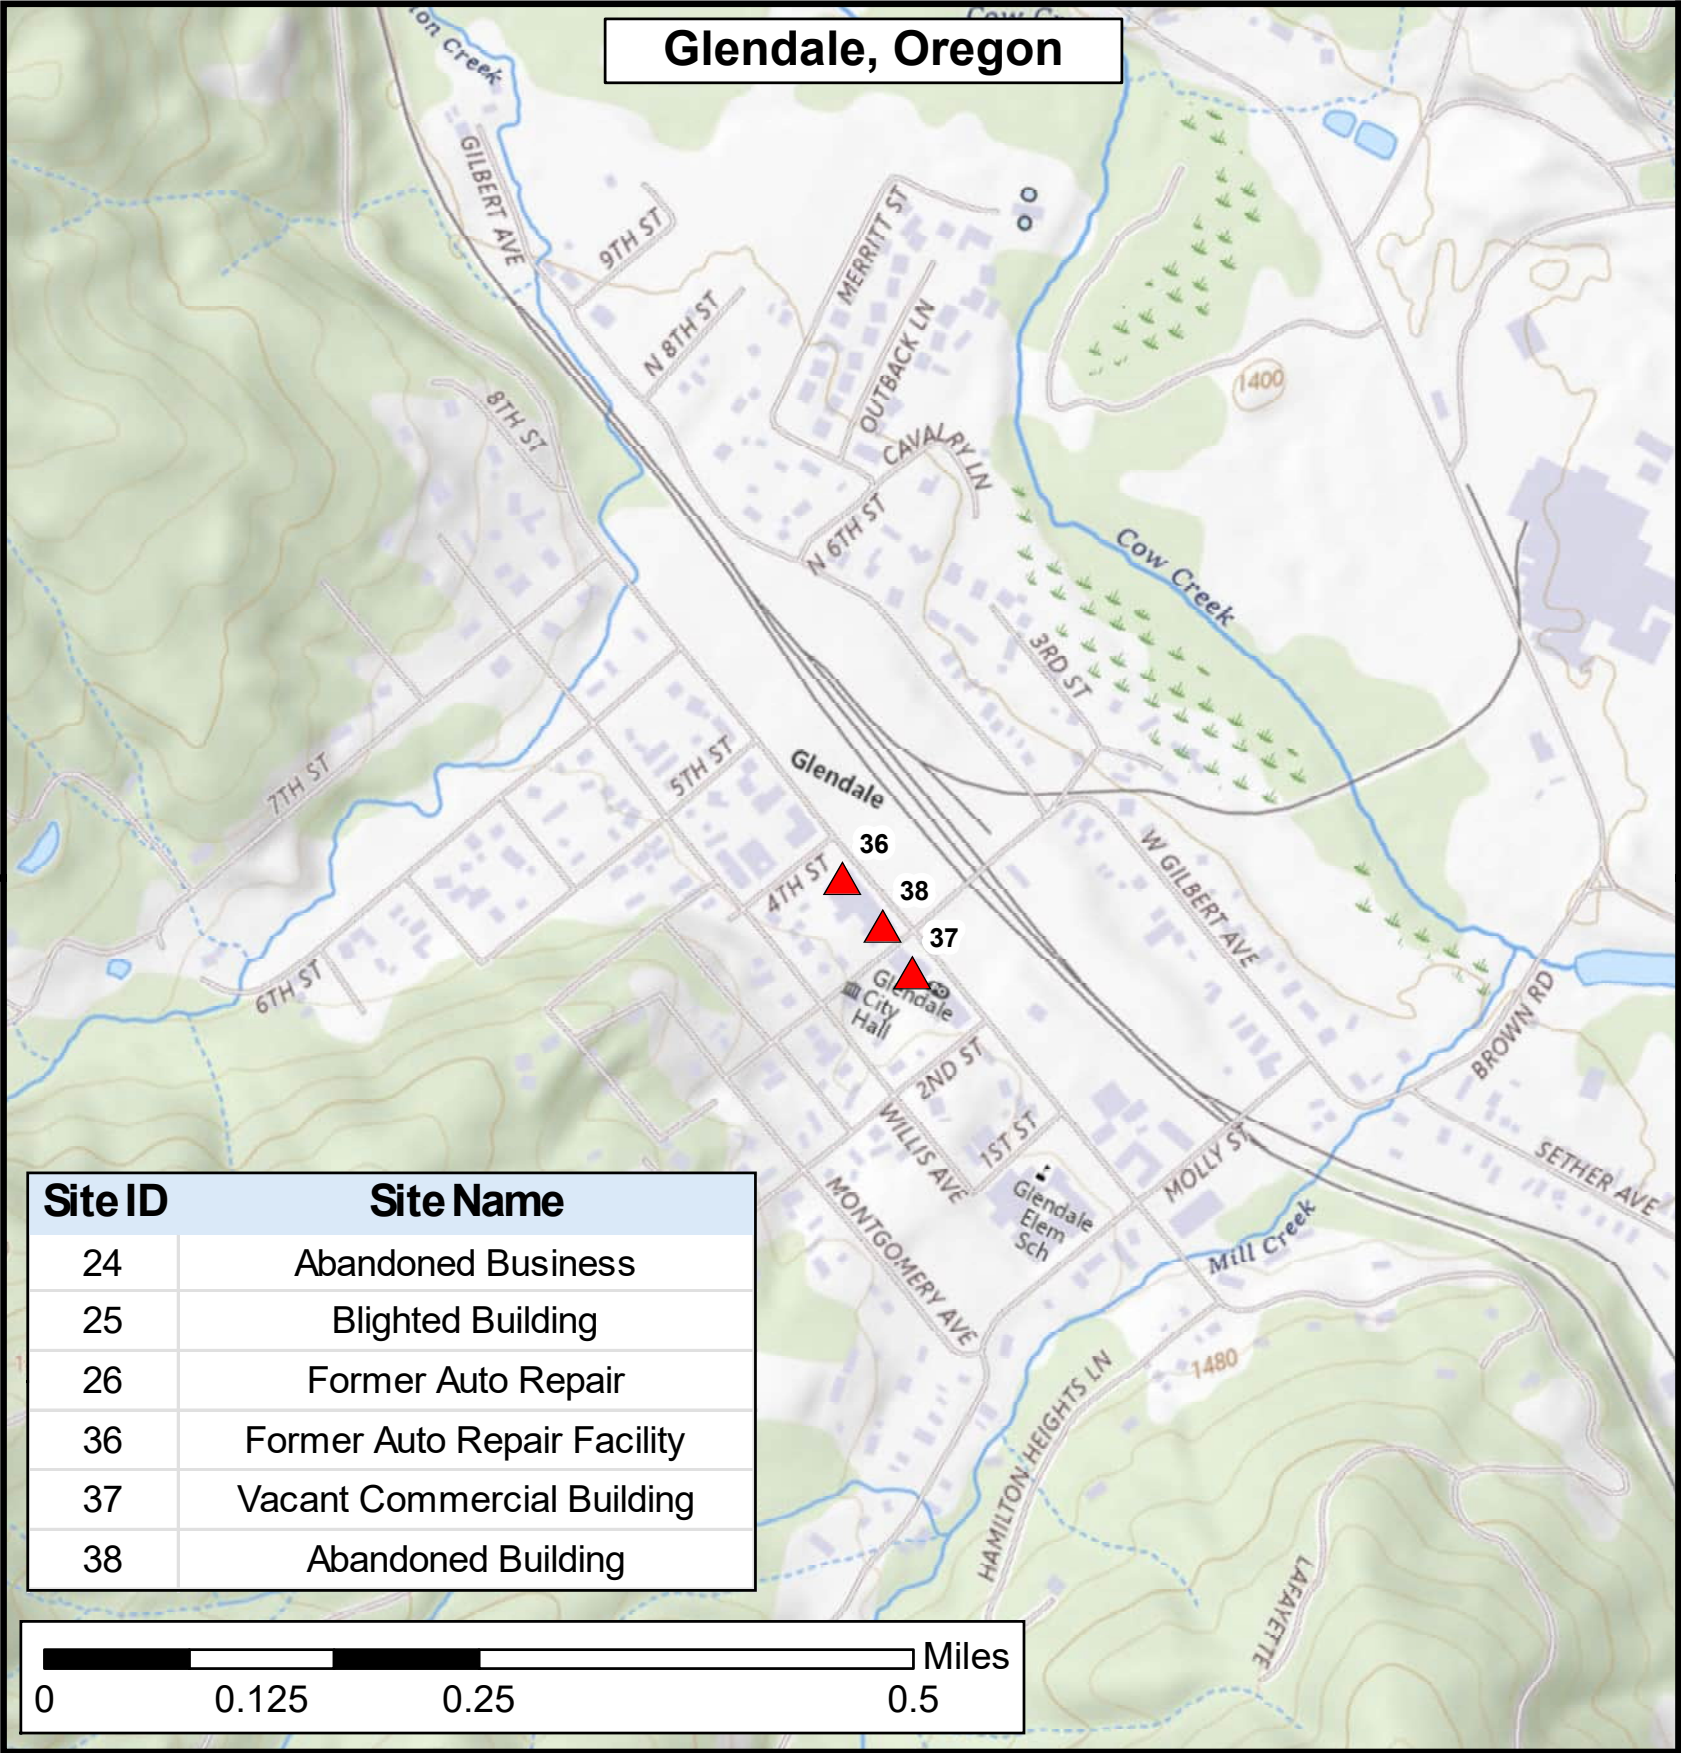 Glendale, Oregon
Creek
GILBERT AVE
9TH ST
MERRITT ST
N 8TH ST
OUTBACK LN
1400
8TH ST
CAVALRY LN
N 6TH ST
Cow Creek
3RD ST
7TH ST
5TH ST
Glendale
36
4TH ST
38
W GILBERT AVE
37
6TH ST
Glendale
City
Hall
BROWN RD
2ND ST
WILLIS AVE
1ST ST
MOLLY ST
SETHER AVE
Glendale
Elem
Sch
MONTGOMERY AVE
Mill Creek
HAMILTON HEIGHTS LN
1480
LAFAYETTE
Site ID Site Name
24 Abandoned Business
25 Blighted Building
26 Former Auto Repair
36 Former Auto Repair Facility
37 Vacant Commercial Building
38 Abandoned Building
Miles
0 0.125 0.25 0.5